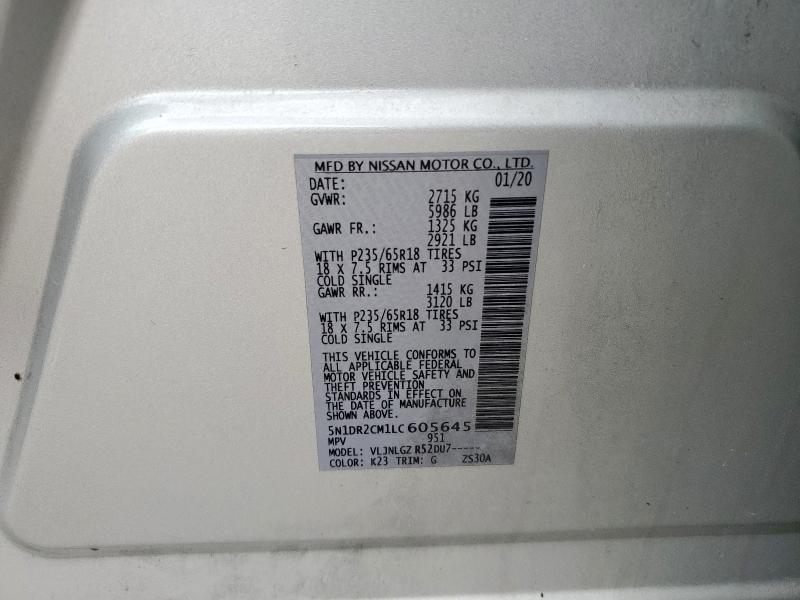 MFD BY NISSAN MOTOR CO., LTD.
DATE: 01/20
GVWR: 2715 KG
5986 LB
GAWR FR.: 1325 KG
2921 LB
WITH P235/65R18 TIRES
18 X 7.5 RIMS AT 33 PSI
COLD SINGLE
GAWR RR.: 1415 KG
3120 LB
WITH P235/65R18 TIRES
18 X 7.5 RIMS AT 33 PSI
COLD SINGLE
THIS VEHICLE CONFORMS TO
ALL APPLICABLE FEDERAL
MOTOR VEHICLE SAFETY AND
THEFT PREVENTION
STANDARDS IN EFFECT ON
THE DATE OF MANUFACTURE
SHOWN ABOVE.
5N1DR2CM1LC605645
MPV 951
MODEL: VLJNLGZ R52DU7-----
COLOR: K23 TRIM: G ZS30A